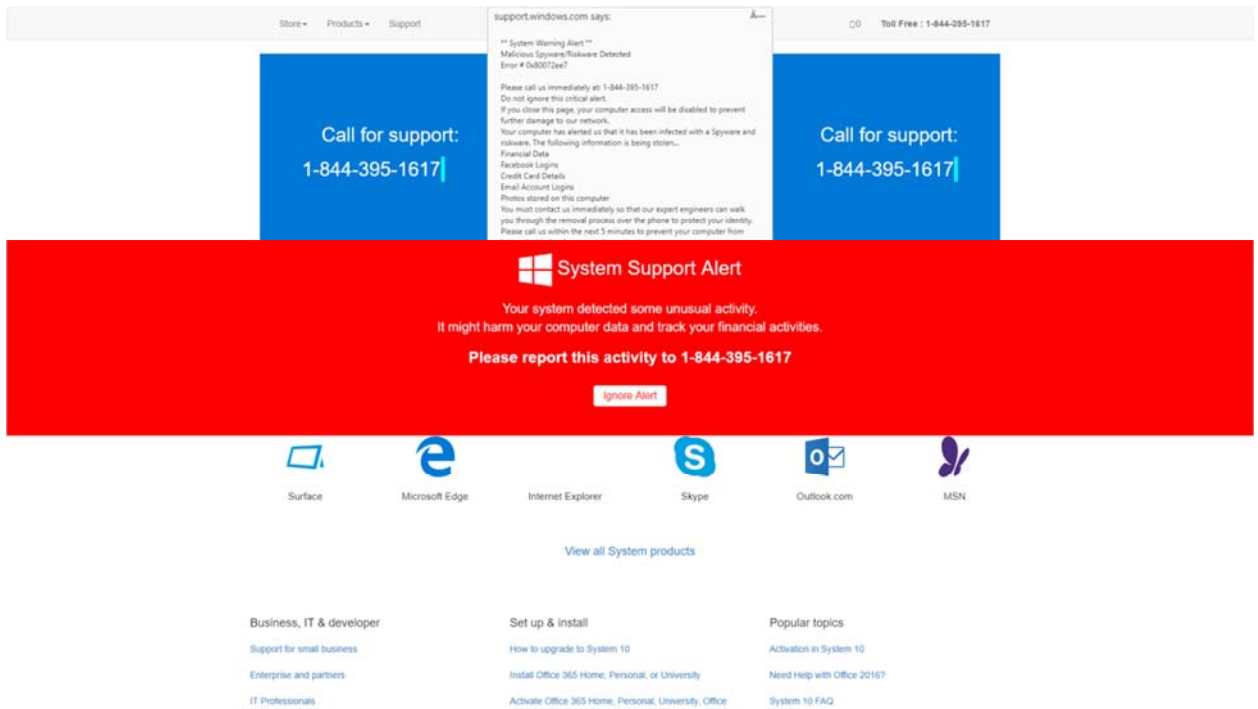 Store Products Support
Toll Free : 1-844-395-1617
support.windows.com says:
Ă—
** System Warning Alert **
Malicious Spyware/Riskware Detected
Error # 0x80072ee7
Please call us immediately at: 1-844-395-1617
Do not ignore this critical alert.
If you close this page, your computer access will be disabled to prevent
further damage to our network.
Your computer has alerted us that it has been infected with a Spyware and
riskware. The following information is being stolen...
Financial Data
Facebook Logins
Credit Card Details
Email Account Logins
Photos stored on this computer
You must contact us immediately so that our expert engineers can walk
you through the removal process over the phone to protect your identity.
Please call us within the next 5 minutes to prevent your computer from
Call for support:
1-844-395-1617
Call for support:
1-844-395-1617
System Support Alert
Your system detected some unusual activity.
It might harm your computer data and track your financial activities.
Please report this activity to 1-844-395-1617
Ignore Alert
Surface
Microsoft Edge
Internet Explorer
Skype
Outlook.com
MSN
View all System products
Business, IT & developer
Support for small business
Enterprise and partners
IT Professionals
Set up & install
How to upgrade to System 10
Install Office 365 Home, Personal, or University
Activate Office 365 Home, Personal, University, Office
Popular topics
Activation in System 10
Need Help with Office 2016?
System 10 FAQ